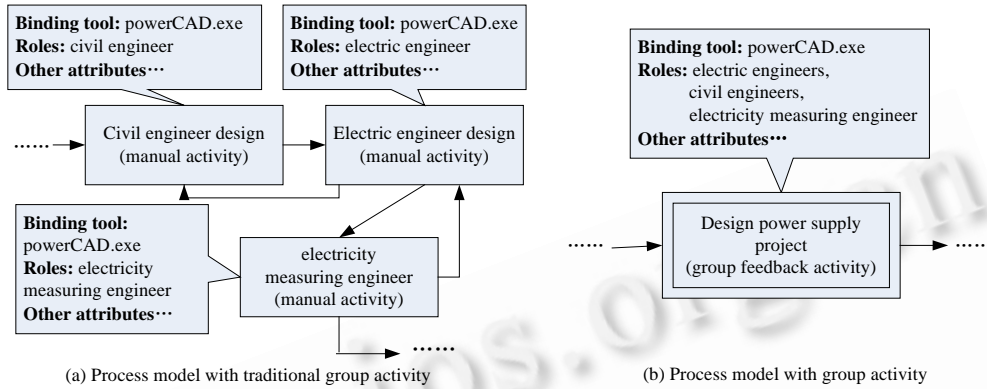 Binding tool: powerCAD.exe
Roles: civil engineer
Other attributes⋯
Binding tool: powerCAD.exe
Roles: electric engineer
Other attributes⋯
Civil engineer design
(manual activity)
Electric engineer design
(manual activity)
⋯⋯
Binding tool:
powerCAD.exe
Roles: electricity
measuring engineer
Other attributes⋯
electricity
measuring engineer
(manual activity)
⋯⋯
(a) Process model with traditional group activity
Binding tool: powerCAD.exe
Roles: electric engineers,
civil engineers,
electricity measuring engineer
Other attributes⋯
⋯⋯
Design power supply
project
(group feedback activity)
⋯⋯
(b) Process model with group activity